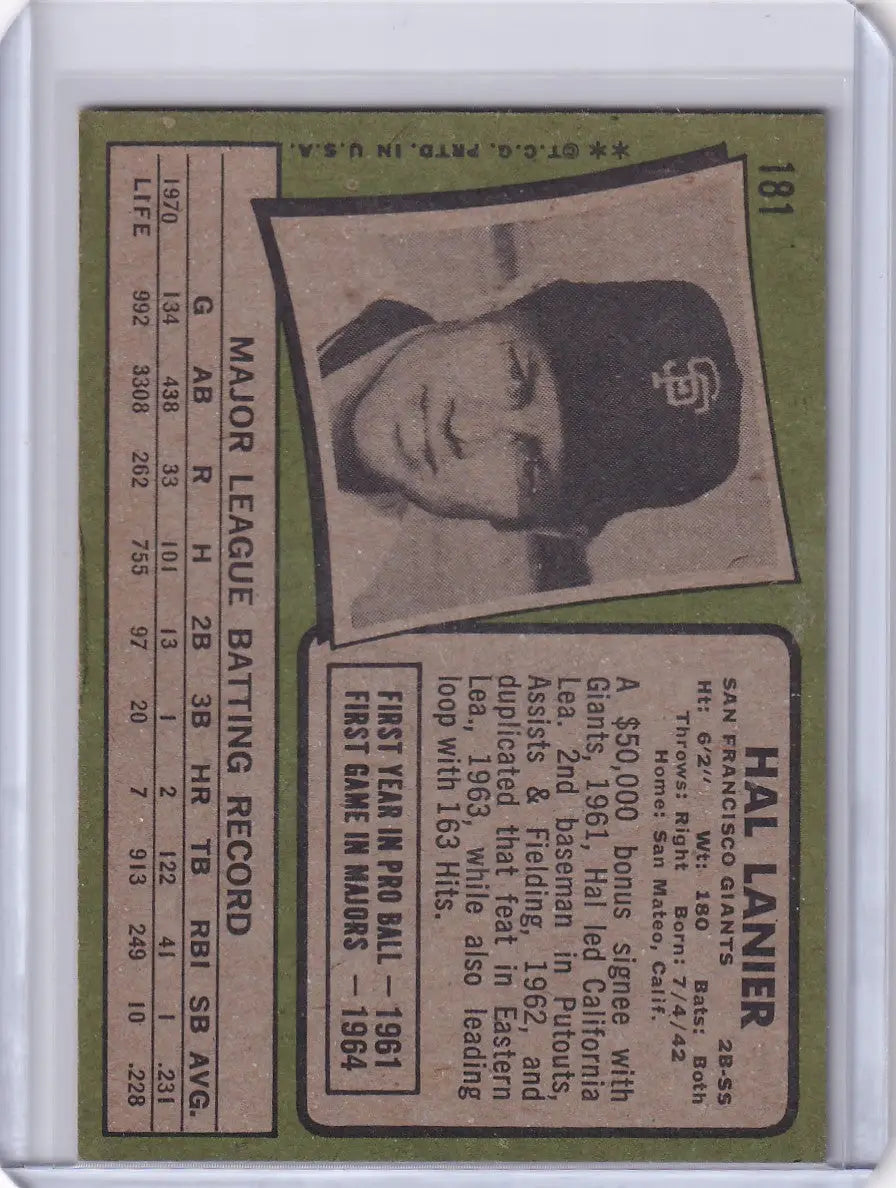 181
** ©T.C.G. PRTD. IN U.S.A.
SF
HAL LANIER
SAN FRANCISCO GIANTS 2B-SS
Ht: 6'2" Wt: 180 Bats: Both
Throws: Right Born: 7/4/42
Home: San Mateo, Calif.
A $50,000 bonus signee with
Giants, 1961, Hal led California
Lea. 2nd baseman in Putouts,
Assists & Fielding, 1962, and
duplicated that feat in Eastern
Lea., 1963, while also leading
loop with 163 Hits.
FIRST YEAR IN PRO BALL — 1961
FIRST GAME IN MAJORS — 1964
MAJOR LEAGUE BATTING RECORD
G AB R H 2B 3B HR TB RBI SB AVG.
1970 134 438 33 101 13 1 2 122 41 1 .231
LIFE 992 3308 262 755 97 20 7 913 249 10 .228